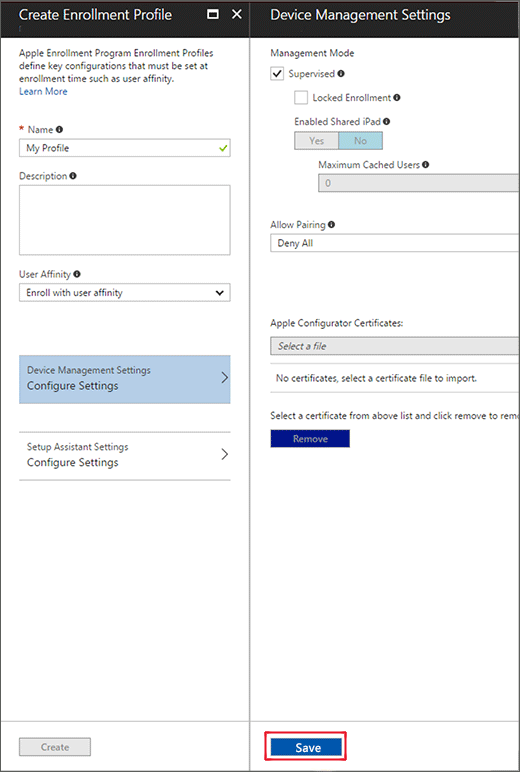 Create Enrollment Profile
Apple Enrollment Program Enrollment Profiles
define key configurations that must be set at
enrollment time such as user affinity.
Learn More
* Name
My Profile
Description
User Affinity
Enroll with user affinity
Device Management Settings
Configure Settings
Setup Assistant Settings
Configure Settings
Create
Device Management Settings
Management Mode
Supervised
Locked Enrollment
Enabled Shared iPad
Yes No
Maximum Cached Users
0
Allow Pairing
Deny All
Apple Configurator Certificates:
Select a file
No certificates, select a certificate file to import.
Select a certificate from above list and click remove to remo
Remove
Save